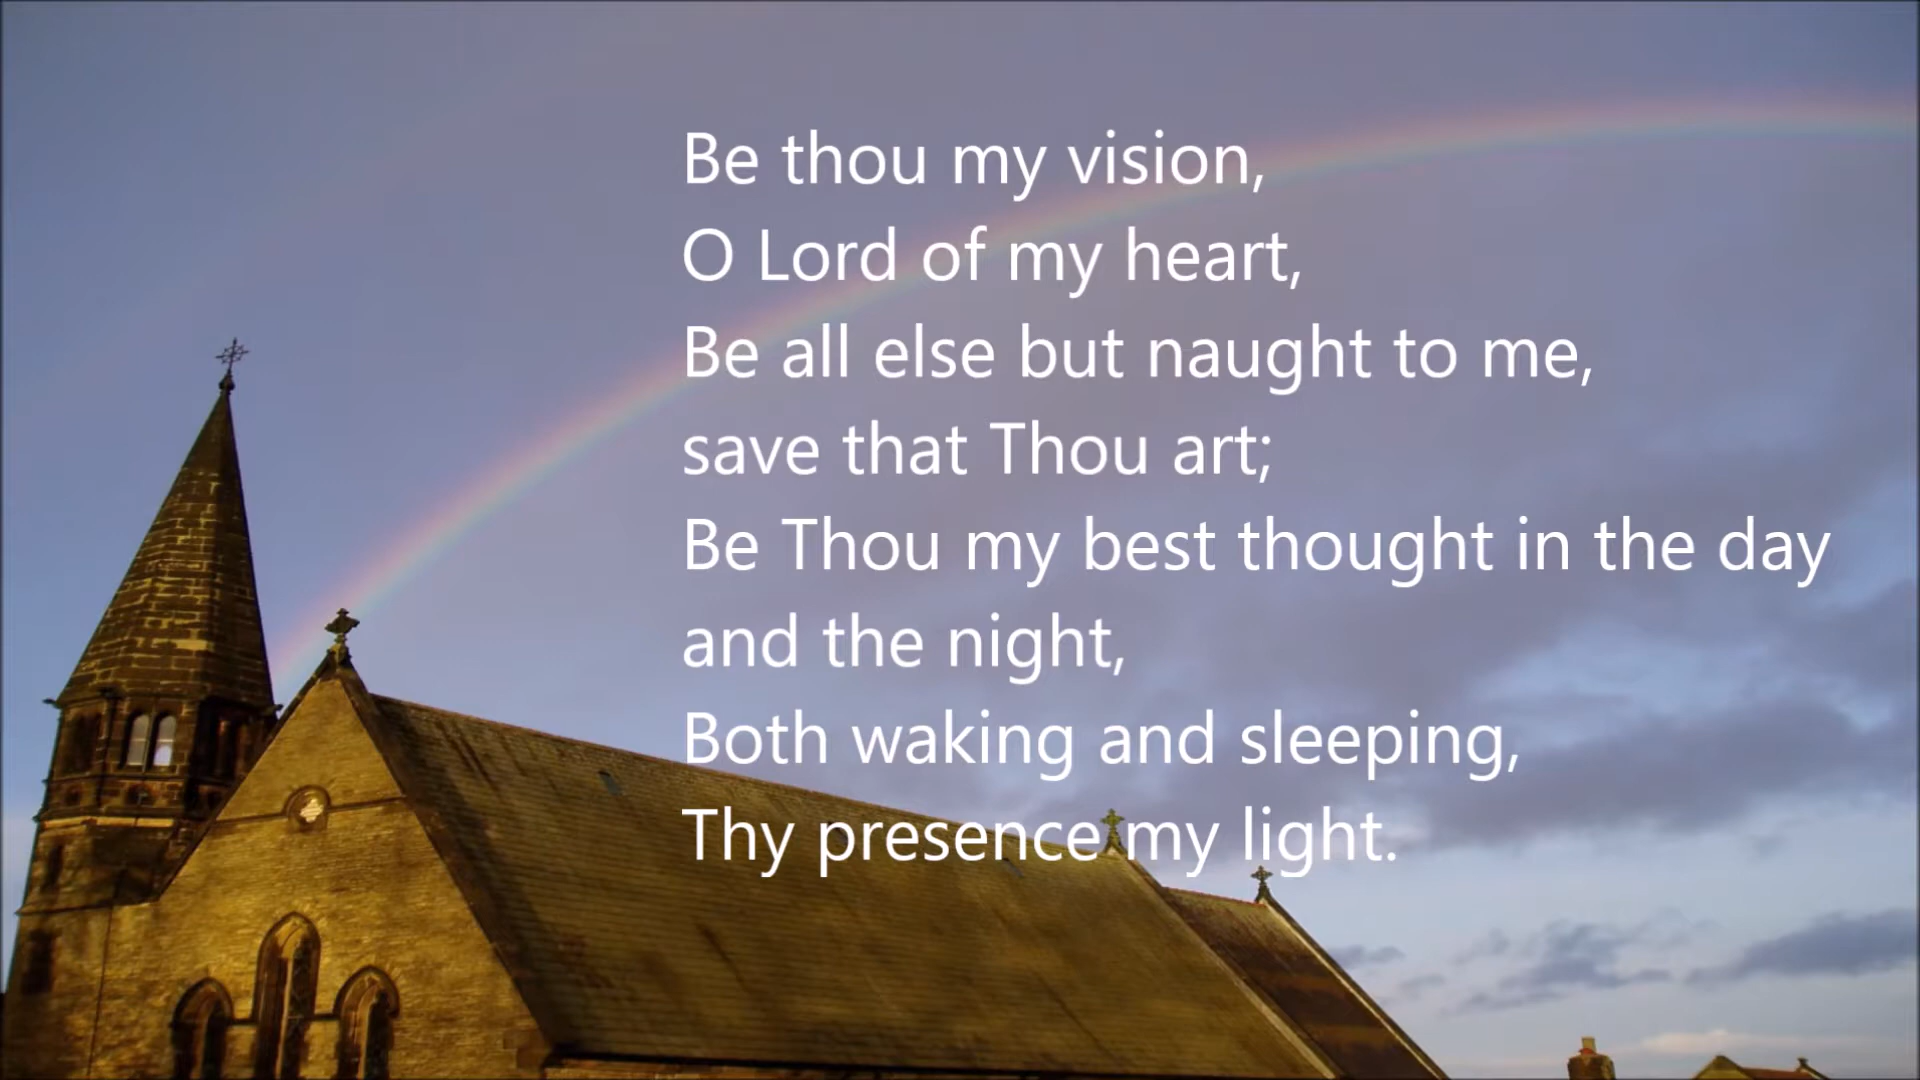 Be thou my vision,
O Lord of my heart,
Be all else but naught to me,
save that Thou art;
Be Thou my best thought in the day
and the night,
Both waking and sleeping,
Thy presence my light.